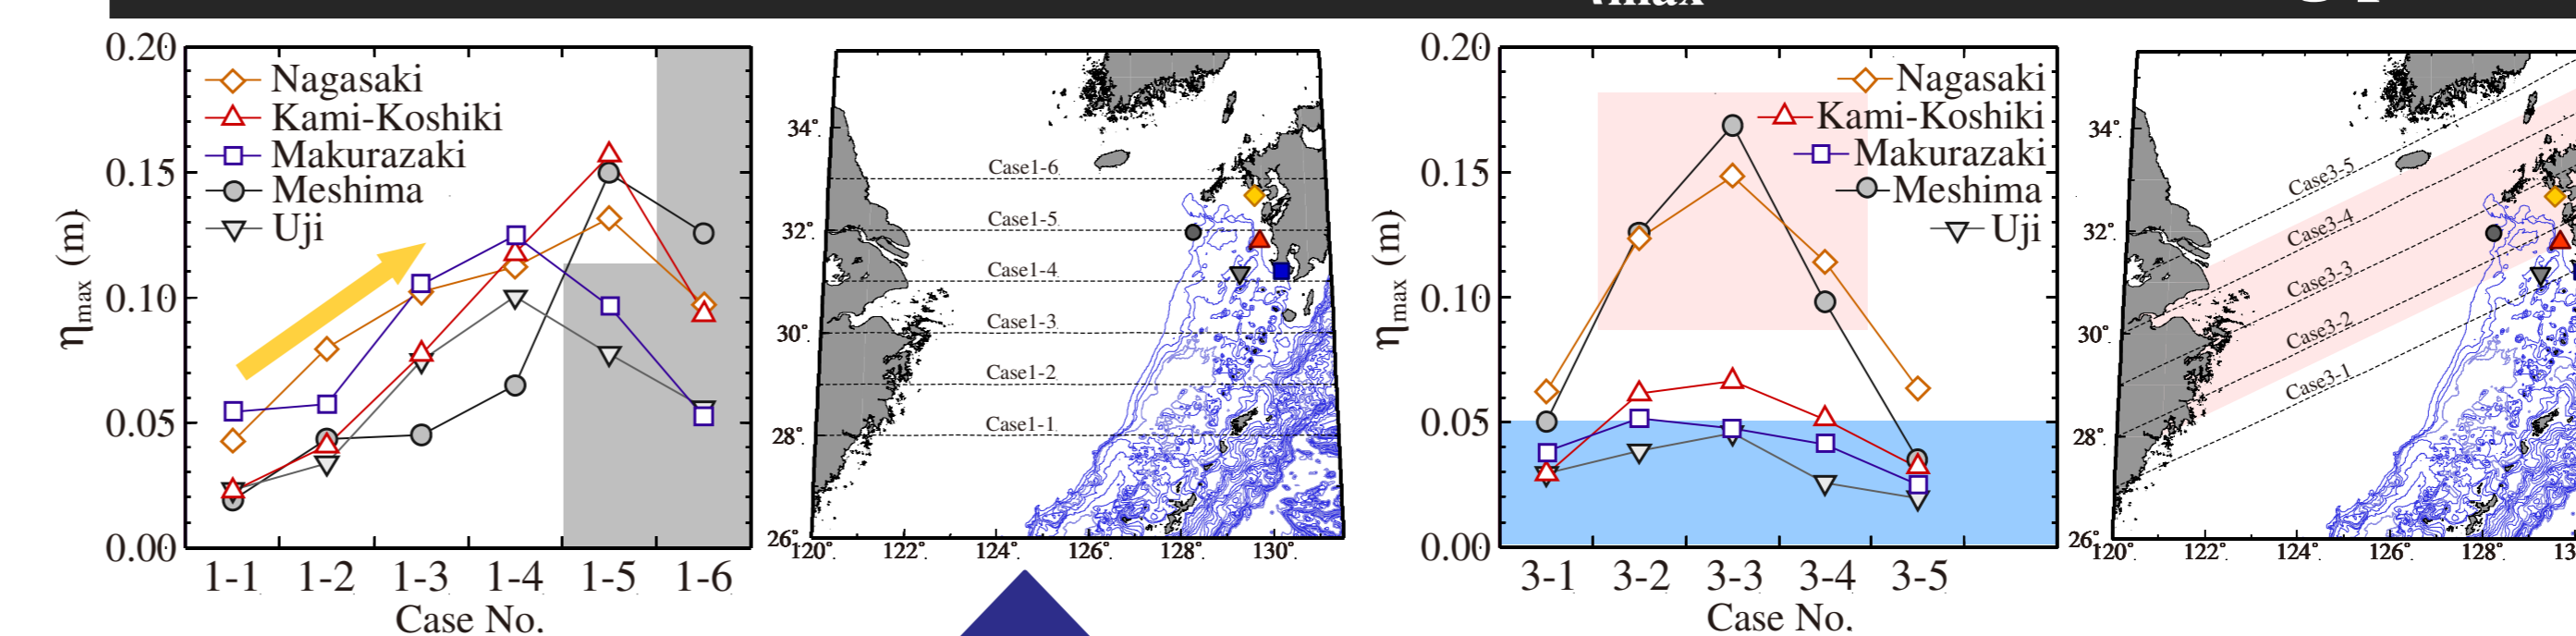 0.20
0.15
0.10
0.05
0.00
ηmax (m)
Nagasaki
Kami-Koshiki
Makurazaki
Meshima
Uji
1-1 1-2 1-3 1-4 1-5 1-6
Case No.
34°
32°
30°
28°
26°
120° 122° 124° 126° 128° 130°
Case1-6
Case1-5
Case1-4
Case1-3
Case1-2
Case1-1
0.20
0.15
0.10
0.05
0.00
ηmax (m)
Nagasaki
Kami-Koshiki
Makurazaki
Meshima
Uji
3-1 3-2 3-3 3-4 3-5
Case No.
34°
32°
30°
28°
26°
120° 122° 124° 126° 128° 13
Case3-5
Case3-4
Case3-3
Case3-2
Case3-1